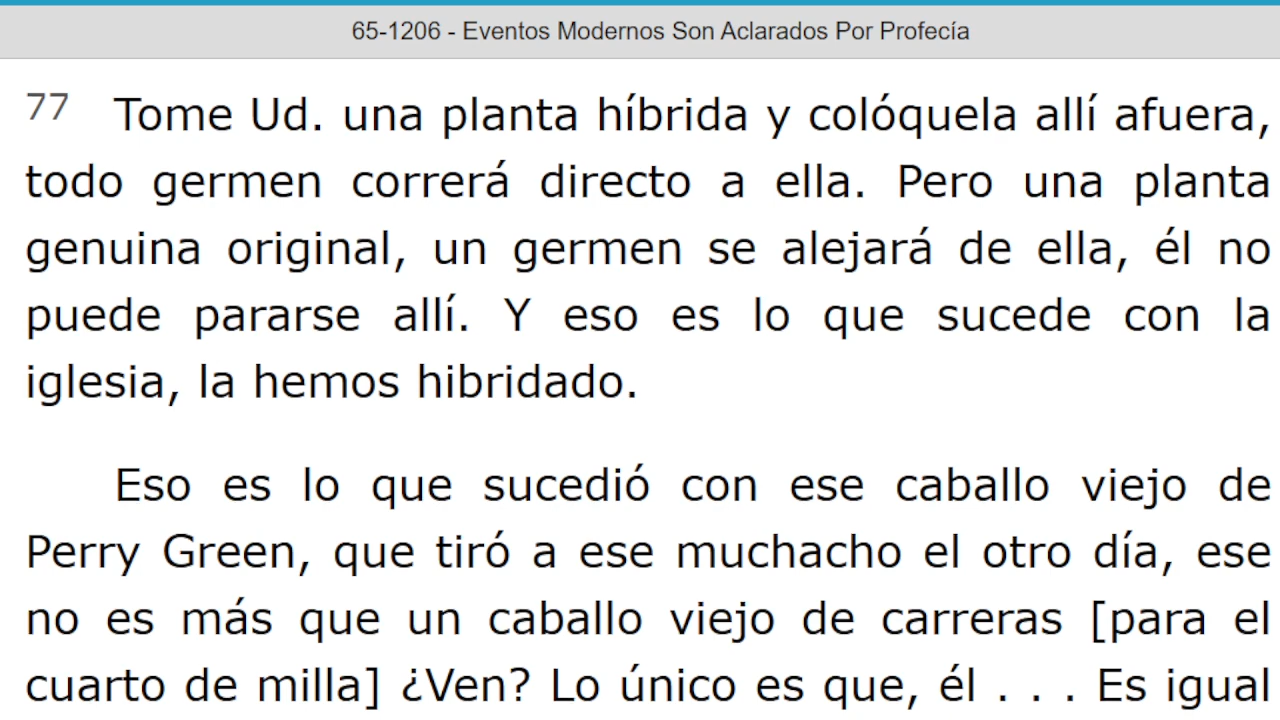 65-1206 - Eventos Modernos Son Aclarados Por Profecía
77 Tome Ud. una planta híbrida y colóquela allí afuera,
todo germen correrá directo a ella. Pero una planta
genuina original, un germen se alejará de ella, él no
puede pararse allí. Y eso es lo que sucede con la
iglesia, la hemos hibridado.
Eso es lo que sucedió con ese caballo viejo de
Perry Green, que tiró a ese muchacho el otro día, ese
no es más que un caballo viejo de carreras [para el
cuarto de milla] ¿Ven? Lo único es que, él . . . Es igual